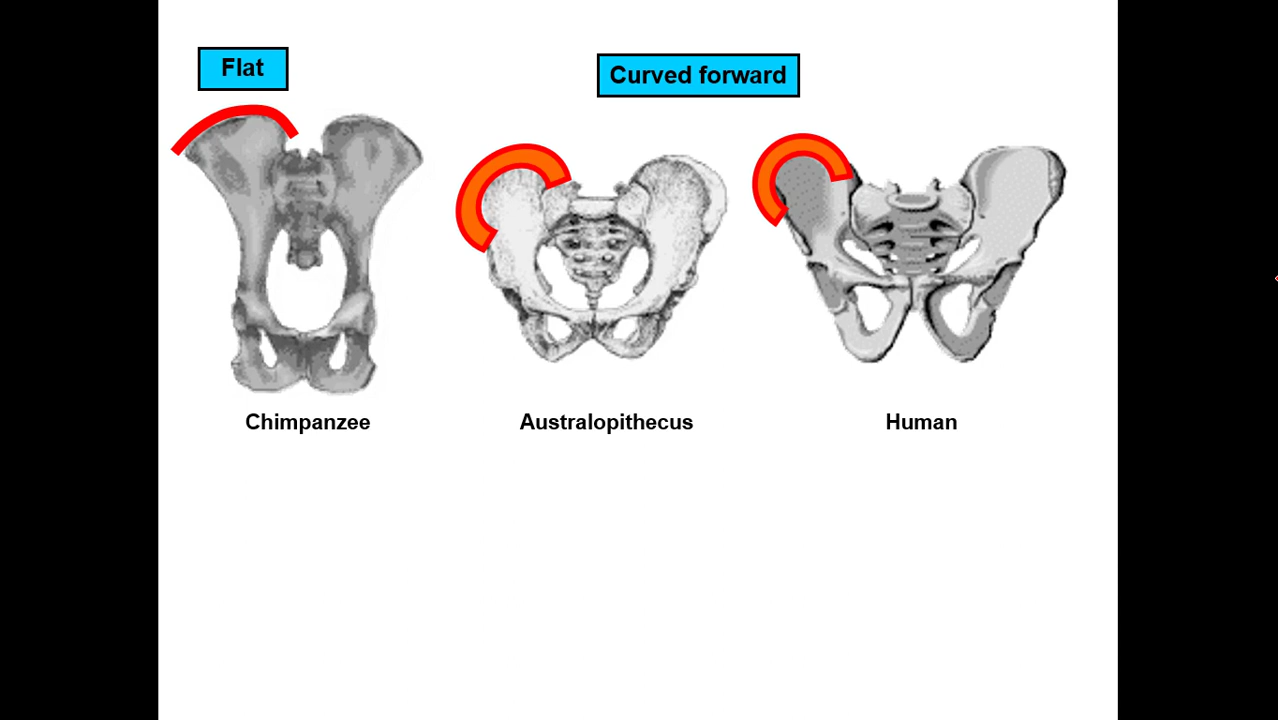 Flat
Curved forward
Chimpanzee
Australopithecus
Human